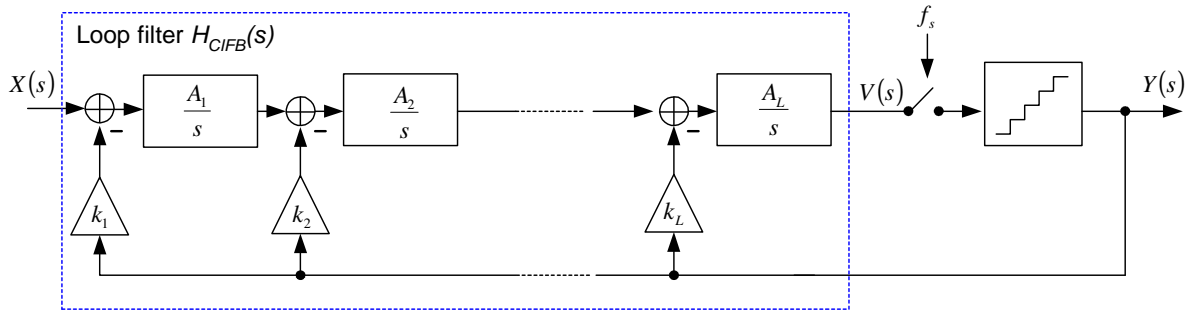 Loop filter H_CIFB(s)
f_s
X(s)
A_1
s
A_2
s
A_L
s
V(s)
Y(s)
−
−
−
k_1
k_2
k_L